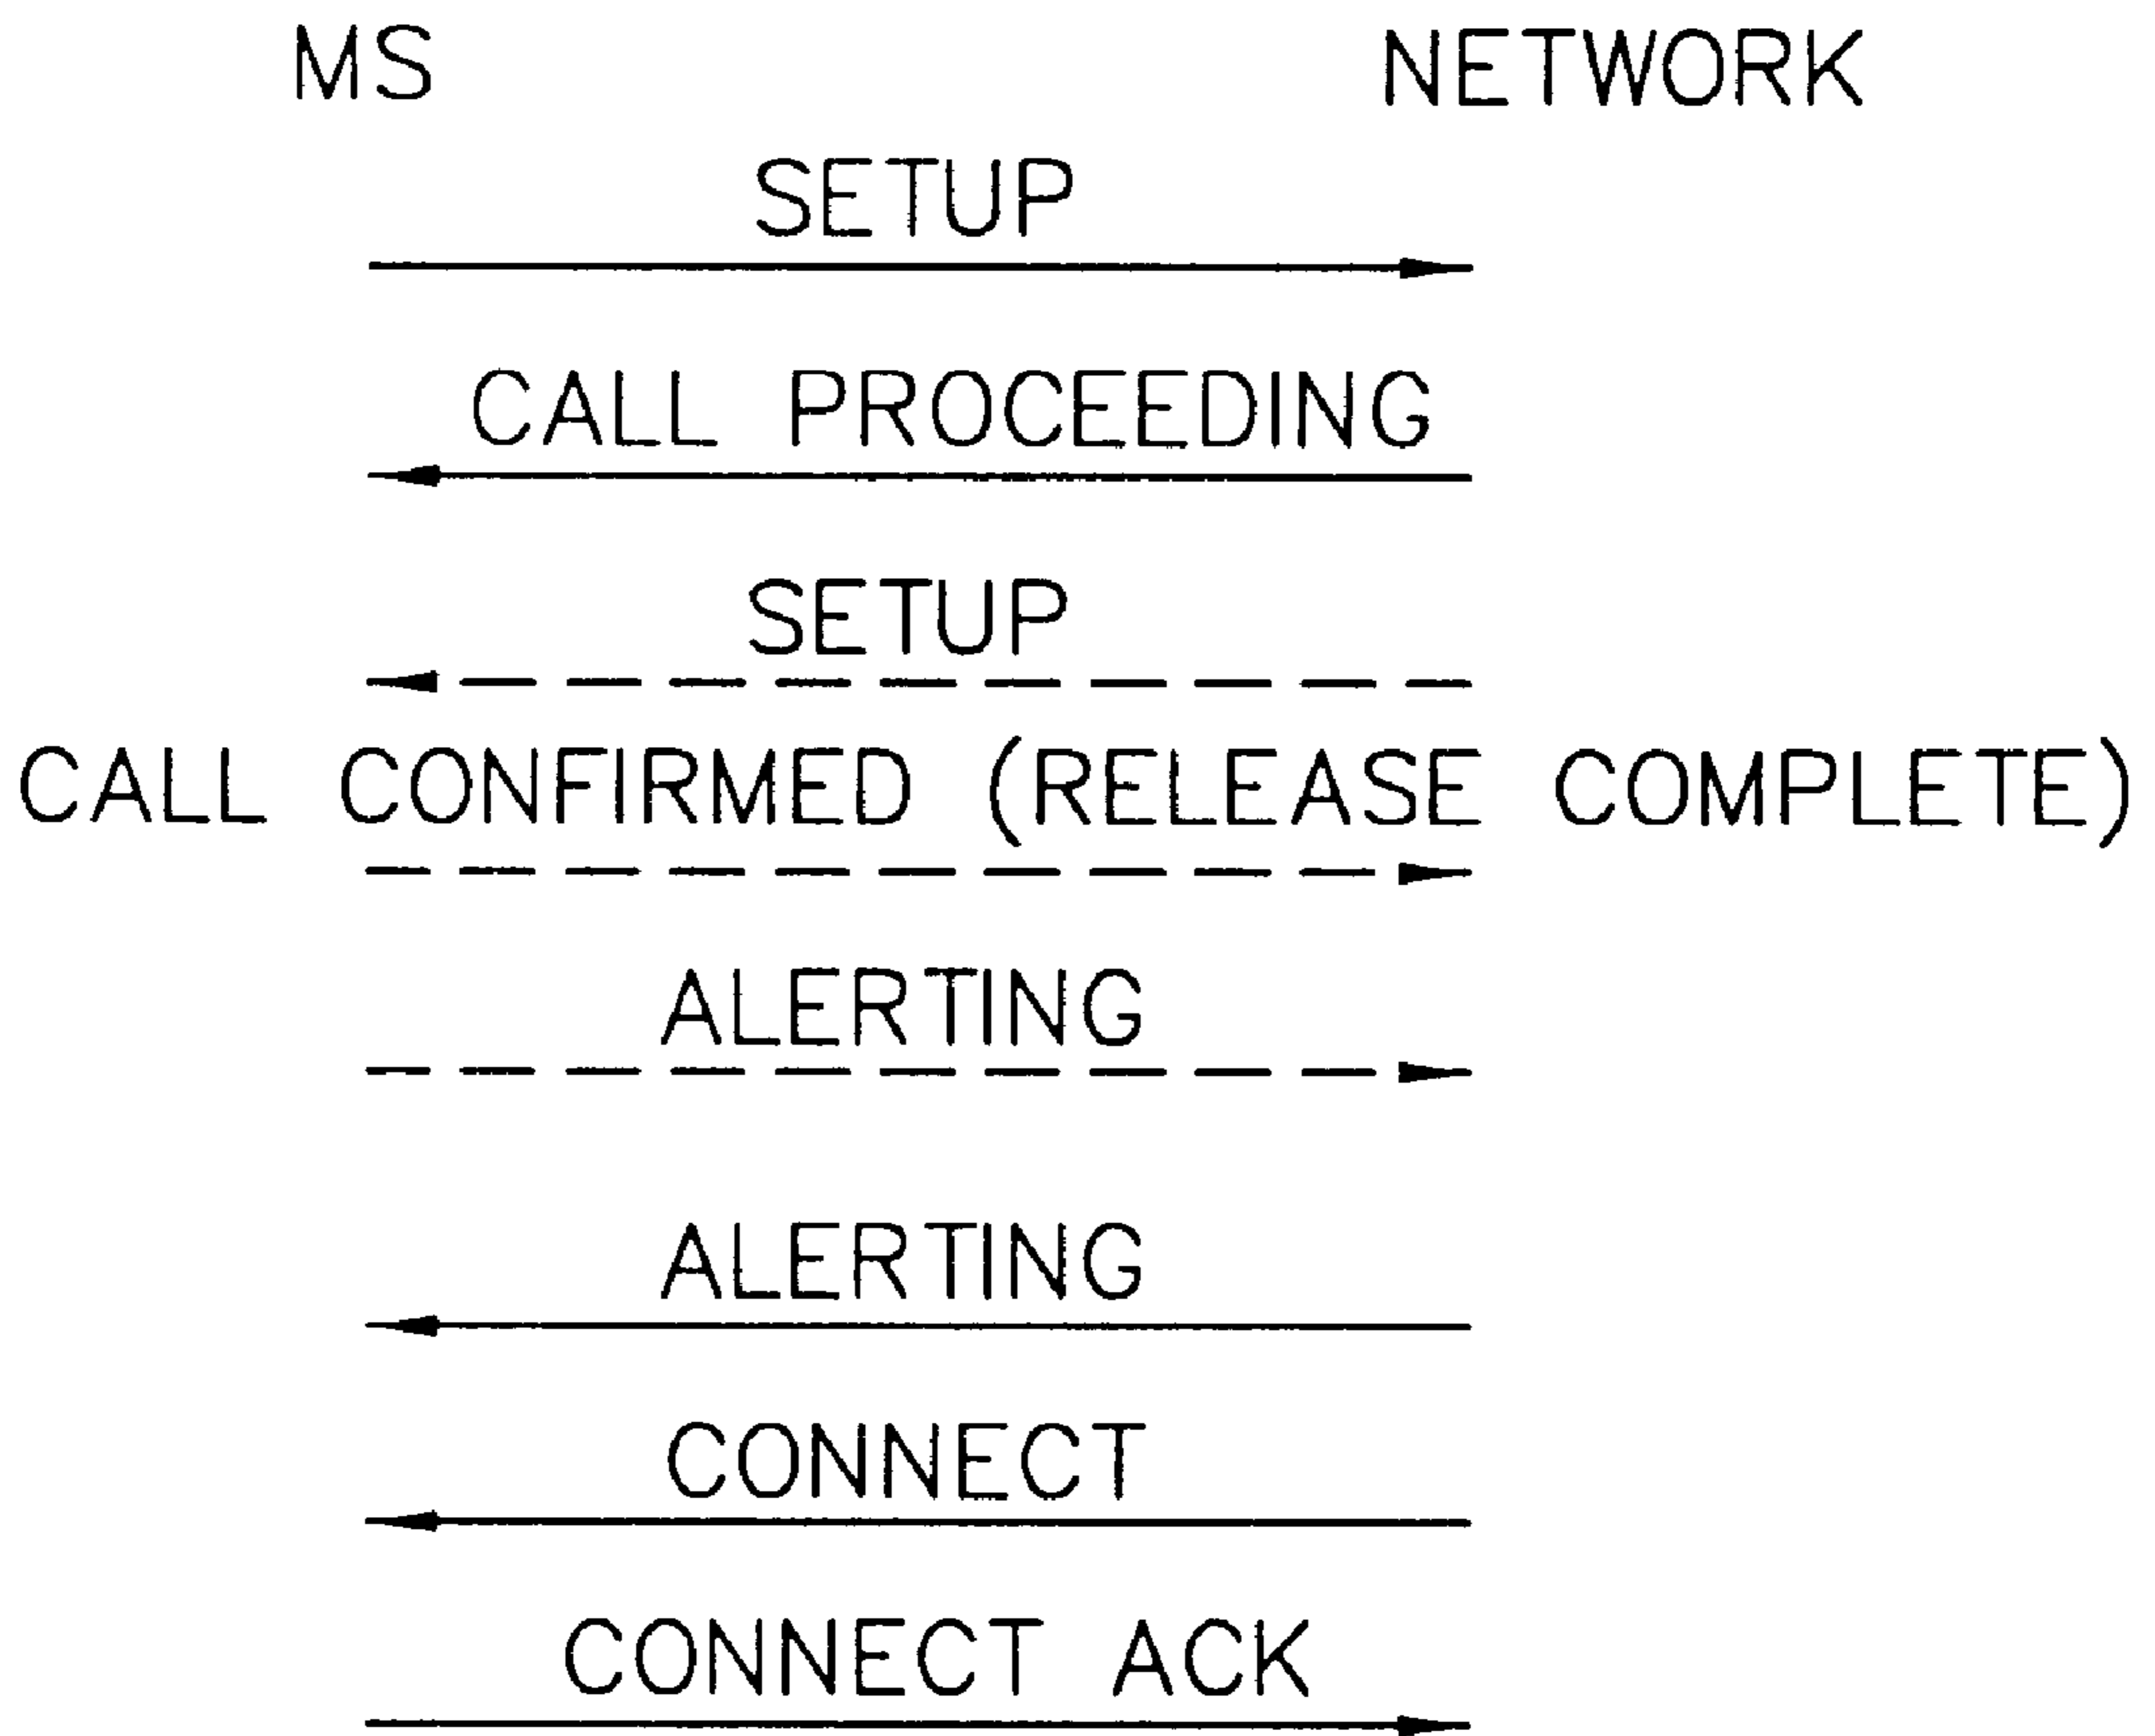 MS NETWORK
SETUP
CALL PROCEEDING
SETUP
CALL CONFIRMED (RELEASE COMPLETE)
ALERTING
ALERTING
CONNECT
CONNECT ACK